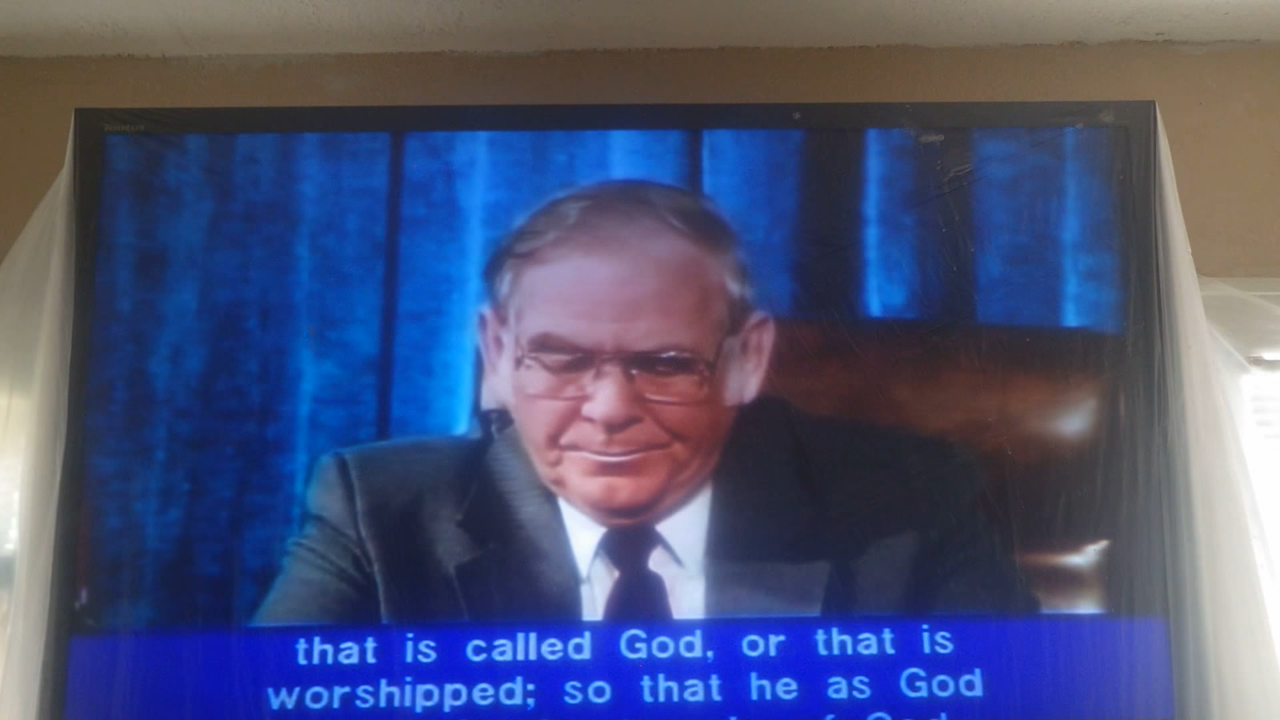 that is called God, or that is
worshipped; so that he as God